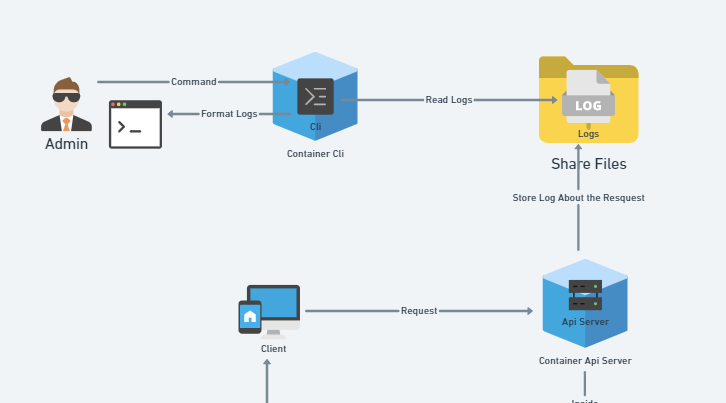 Command
Format Logs
Admin
Cli
Container Cli
Read Logs
LOG
Logs
Share Files
Store Log About the Resquest
Client
Request
Api Server
Container Api Server
Inside